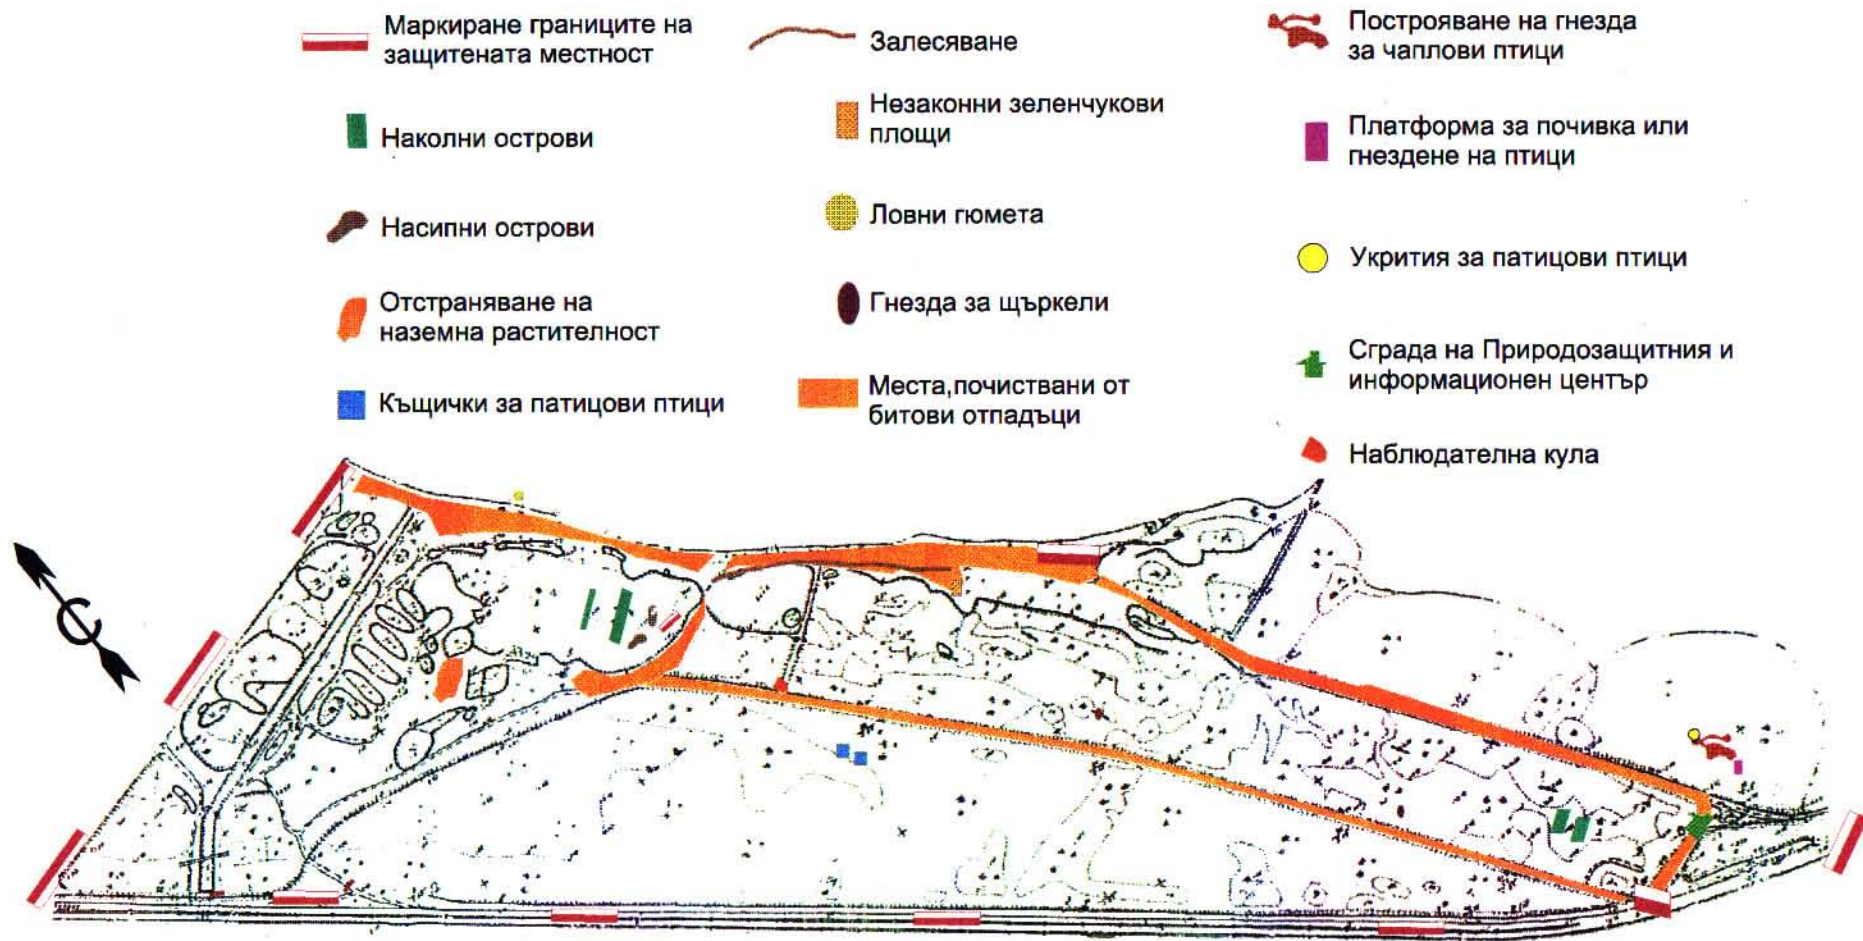 Маркиране границите на
защитената местност
Наколни острови
Насипни острови
Отстраняване на
наземна растителност
Къщички за патицови птици
Залесяване
Незаконни зеленчукови
площи
Ловни гюмета
Гнезда за щъркели
Места,почиствани от
битови отпадъци
Построяване на гнезда
за чаплови птици
Платформа за почивка или
гнездене на птици
Укрития за патицови птици
Сграда на Природозащитния и
информационен център
Наблюдателна кула
С